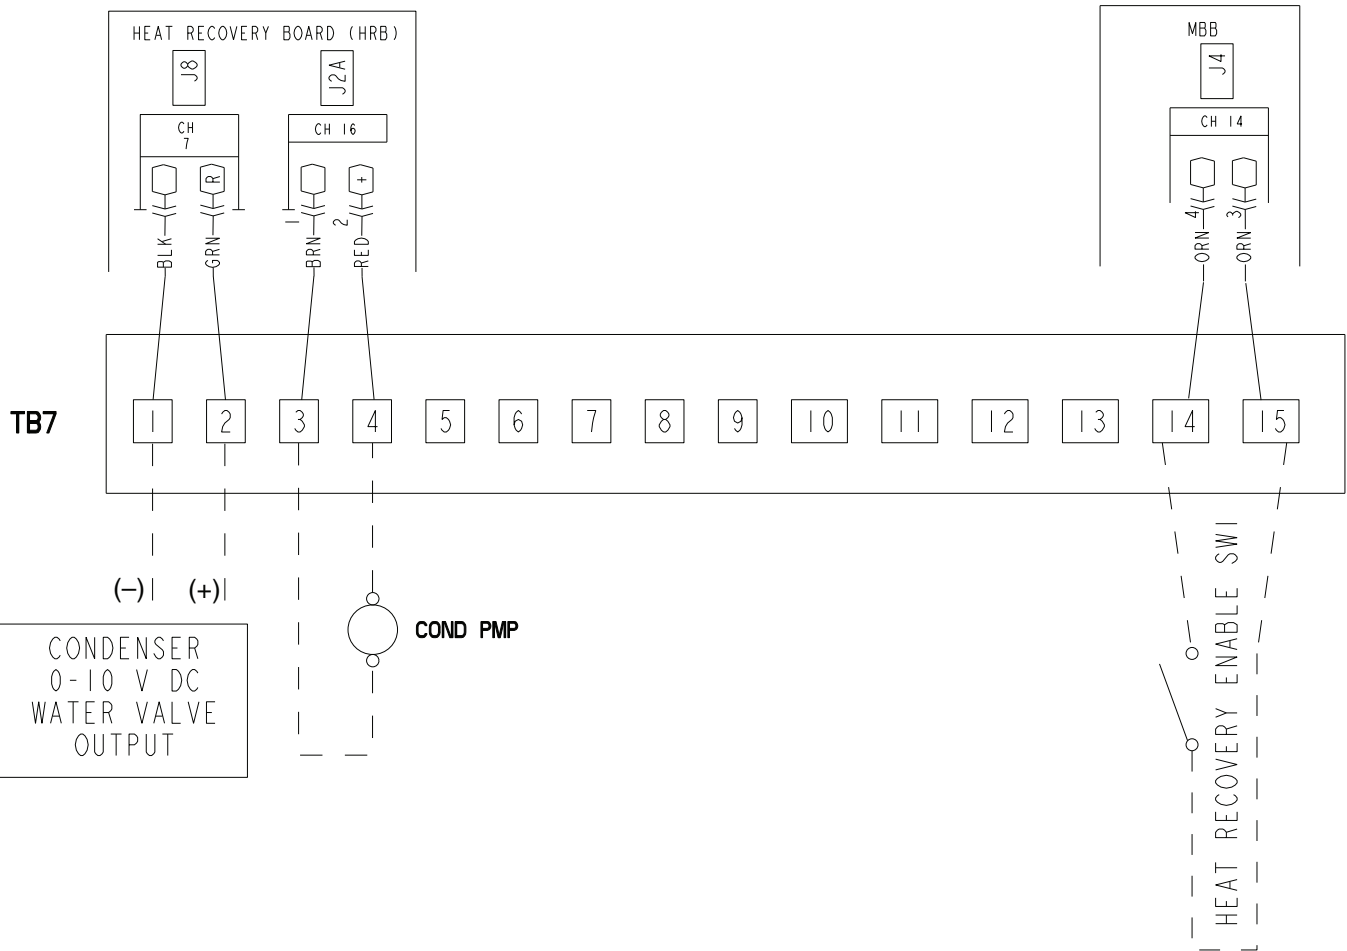 HEAT RECOVERY BOARD (HRB)
J8
J2A
CH
7
CH 16
R
+
1
2
BLK
GRN
BRN
RED
MBB
J4
CH 14
4
3
ORN
ORN
TB7
1 2 3 4 5 6 7 8 9 10 11 12 13 14 15
(–) (+)
CONDENSER
0-10 V DC
WATER VALVE
OUTPUT
COND PMP
HEAT RECOVERY ENABLE SW1